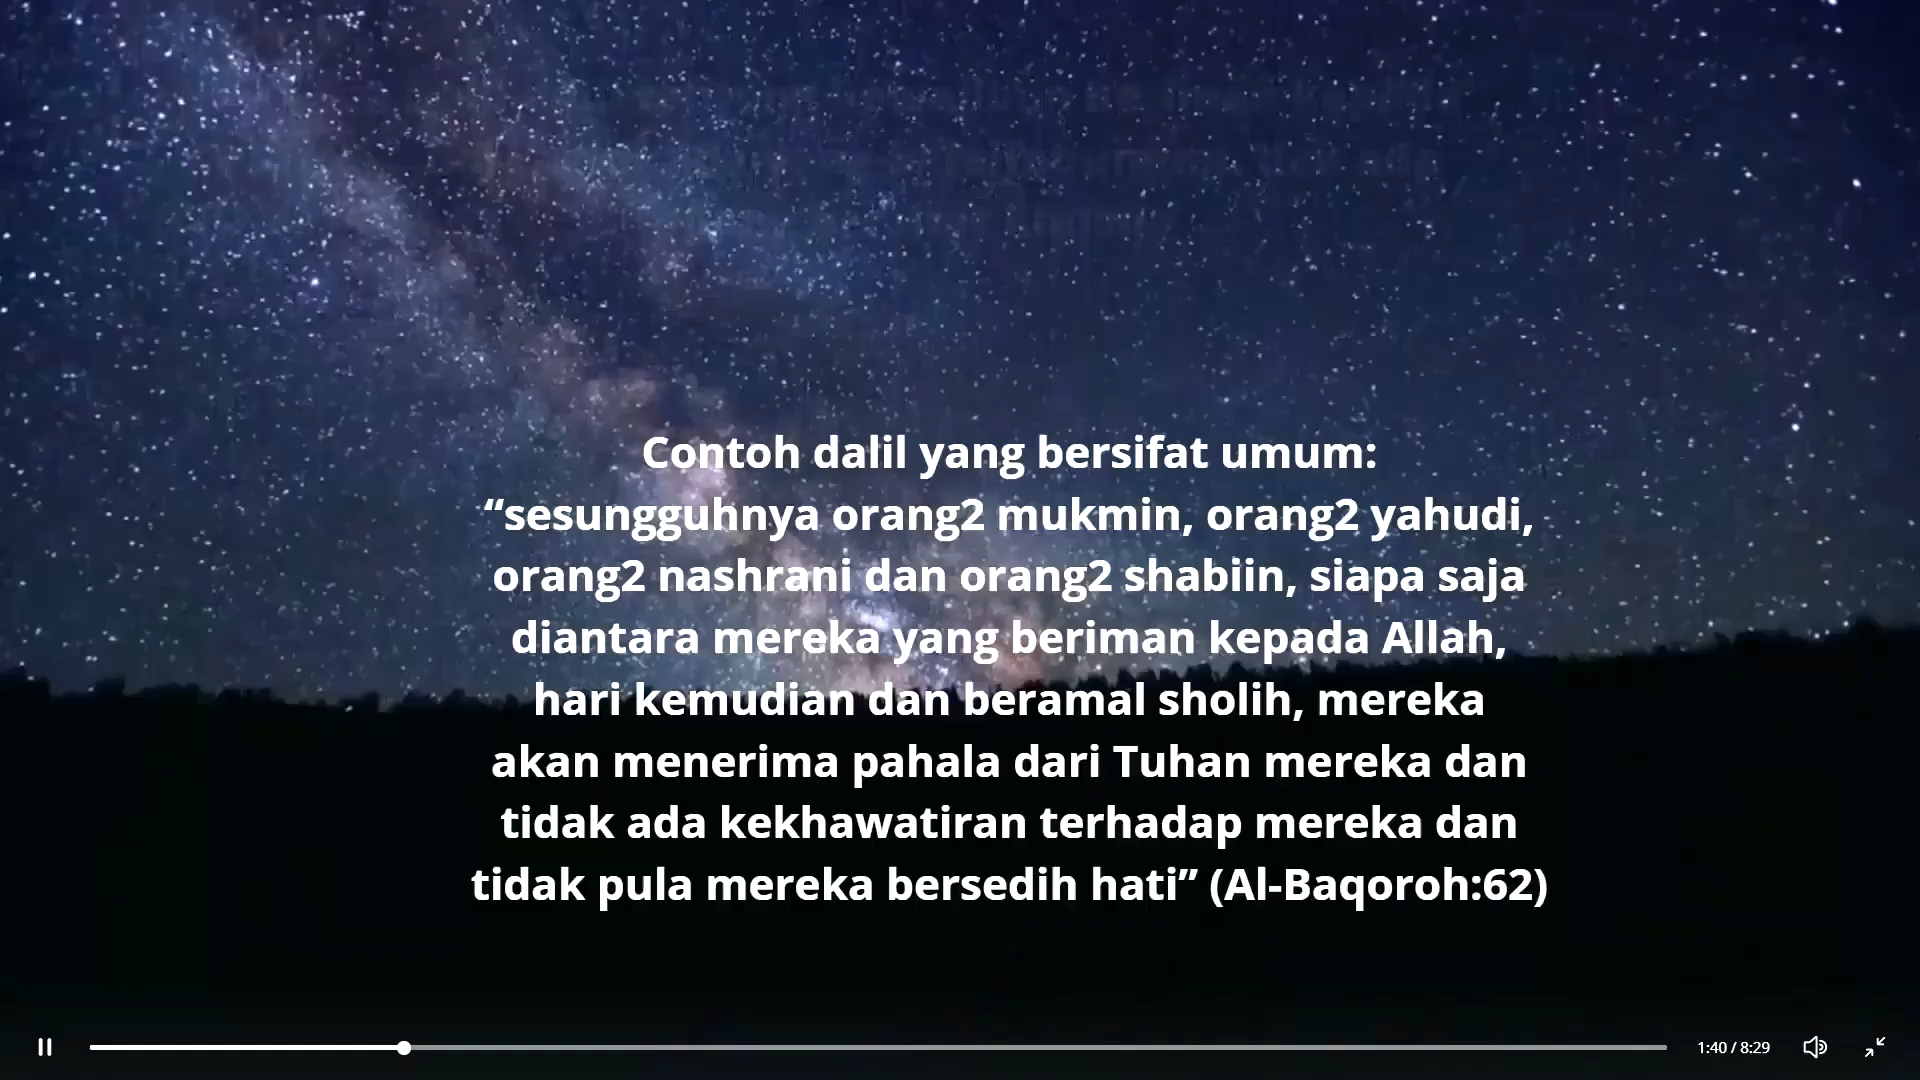 Contoh dalil yang bersifat umum:
“sesungguhnya orang2 mukmin, orang2 yahudi,
orang2 nashrani dan orang2 shabiin, siapa saja
diantara mereka yang beriman kepada Allah,
hari kemudian dan beramal sholih, mereka
akan menerima pahala dari Tuhan mereka dan
tidak ada kekhawatiran terhadap mereka dan
tidak pula mereka bersedih hati” (Al-Baqoroh:62)
1:40 / 8:29